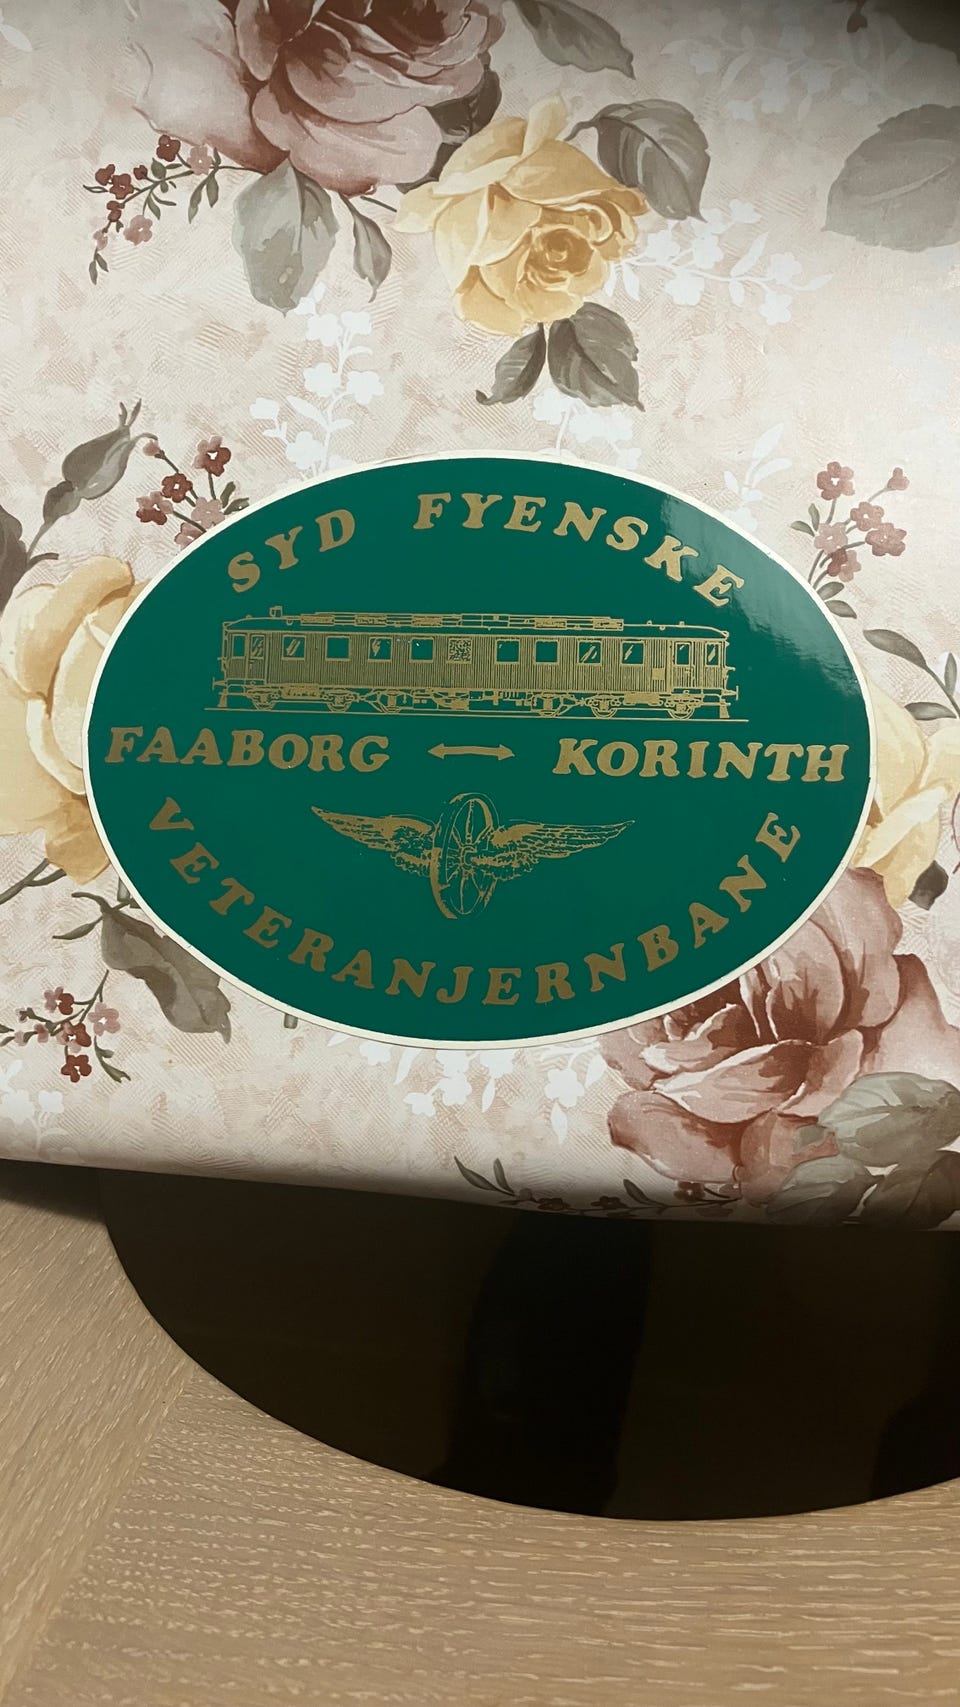 SYD FYENSKE
FAABORG ↔ KORINTH
VETERANJERNBANE